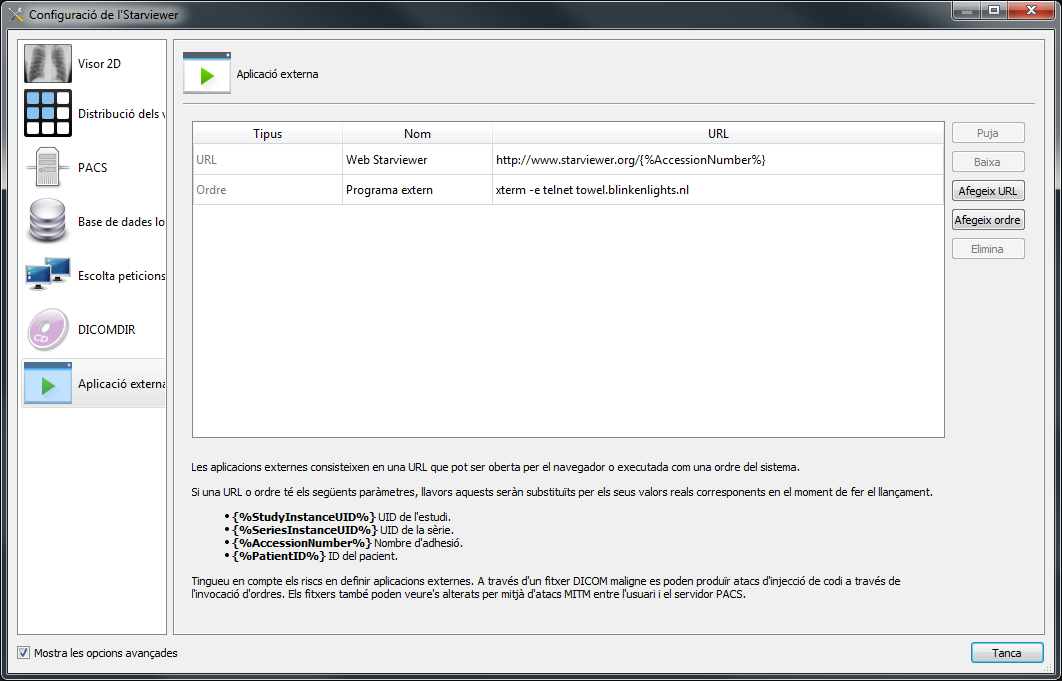 Configuració de l'Starviewer
Visor 2D
Distribució dels v
PACS
Base de dades lo
Escolta peticions
CD
DICOMDIR
Aplicació externa
Aplicació externa
Tipus Nom URL
URL Web Starviewer http://www.starviewer.org/{%AccessionNumber%}
Ordre Programa extern xterm -e telnet towel.blinkenlights.nl
Puja
Baixa
Afegeix URL
Afegeix ordre
Elimina
Les aplicacions externes consisteixen en una URL que pot ser oberta per el navegador o executada com una ordre del sistema.
Si una URL o ordre té els següents paràmetres, llavors aquests seràn substituïts per els seus valors reals corresponents en el moment de fer el llançament.
• {%StudyInstanceUID%} UID de l'estudi.
• {%SeriesInstanceUID%} UID de la sèrie.
• {%AccessionNumber%} Nombre d'adhesió.
• {%PatientID%} ID del pacient.
Tingueu en compte els riscs en definir aplicacions externes. A través d'un fitxer DICOM maligne es poden produïr atacs d'injecció de codi a través de
l'invocació d'ordres. Els fitxers també poden veure's alterats per mitjà d'atacs MITM entre l'usuari i el servidor PACS.
Mostra les opcions avançades
Tanca